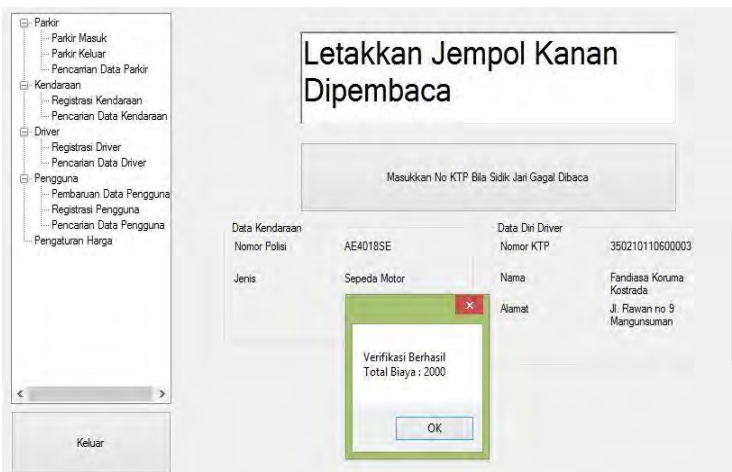 Parkir
Parkir Masuk
Parkir Keluar
Pencarrian Data Parkir
Kendaraan
Registrasi Kendaraan
Pencarian Data Kendaraan
Driver
Registrasi Driver
Pencarian Data Driver
Pengguna
Pembaruan Data Pengguna
Registrasi Pengguna
Pencarian Data Pengguna
Pengaturan Harga
Keluar
Letakkan Jempol Kanan
Dipembaca
Masukkan No KTP Bila Sidik Jari Gagal Dibaca
Data Kendaraan
Nomor Polisi AE4018SE
Jenis Sepeda Motor
Data Diri Driver
Nomor KTP 350210110600003
Nama Fandiasa Koruma
Kostrada
Alamat Jl. Rawan no 9
Mangunsuman
Verifikasi Berhasil
Total Biaya : 2000
OK